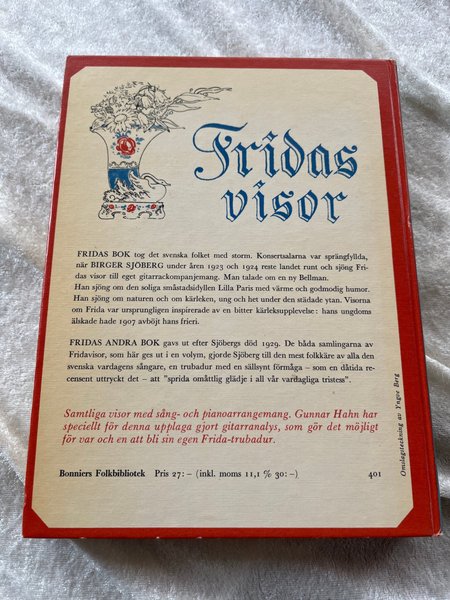 Fridas
visor
FRIDAS BOK tog det svenska folket med storm. Konsertsalarna var sprängfyllda,
när BIRGER SJÖBERG under åren 1923 och 1924 reste landet runt och sjöng Fri-
das visor till eget gitarrackompanjemang. Man talade om en ny Bellman.
Han sjöng om den soliga småstadsidyllen Lilla Paris med värme och godmodig humor.
Han sjöng om naturen och om kärleken, ung och het under den städade ytan. Visorna
om Frida var ursprungligen inspirerade av en bitter kärleksupplevelse: hans ungdoms
älskade hade 1907 avböjt hans frieri.
FRIDAS ANDRA BOK gavs ut efter Sjöbergs död 1929. De båda samlingarna av
Fridavisor, som här ges ut i en volym, gjorde Sjöberg till den mest folkkäre av alla den
svenska vardagens sångare, en trubadur med en sällsynt förmåga – som en dåtida re-
censent uttryckt det – att "sprida omåttlig glädje i all vår vardagliga tristess".
Samtliga visor med sång- och pianoarrangemang. Gunnar Hahn har
speciellt för denna upplaga gjort gitarranalys, som gör det möjligt
för var och en att bli sin egen Frida-trubadur.
Bonniers Folkbibliotek Pris 27:– (inkl. moms 11,1 % 30:–) 401
Omslagsteckning av Yngve Berg